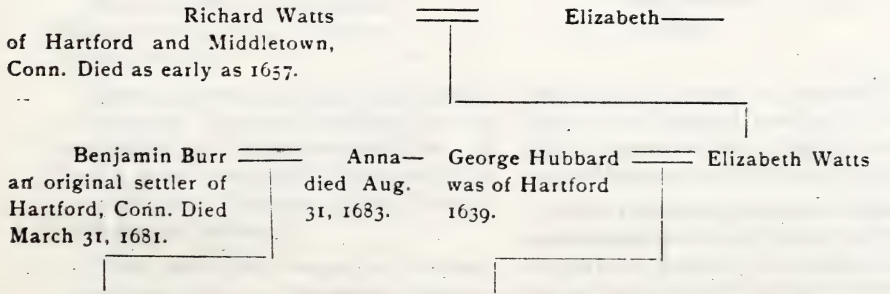 Richard Watts
of Hartford and Middletown,
Conn. Died as early as 1657.
Elizabeth——
Benjamin Burr
an original settler of
Hartford, Conn. Died
March 31, 1681.
Anna—
died Aug.
31, 1683.
George Hubbard
was of Hartford
1639.
Elizabeth Watts